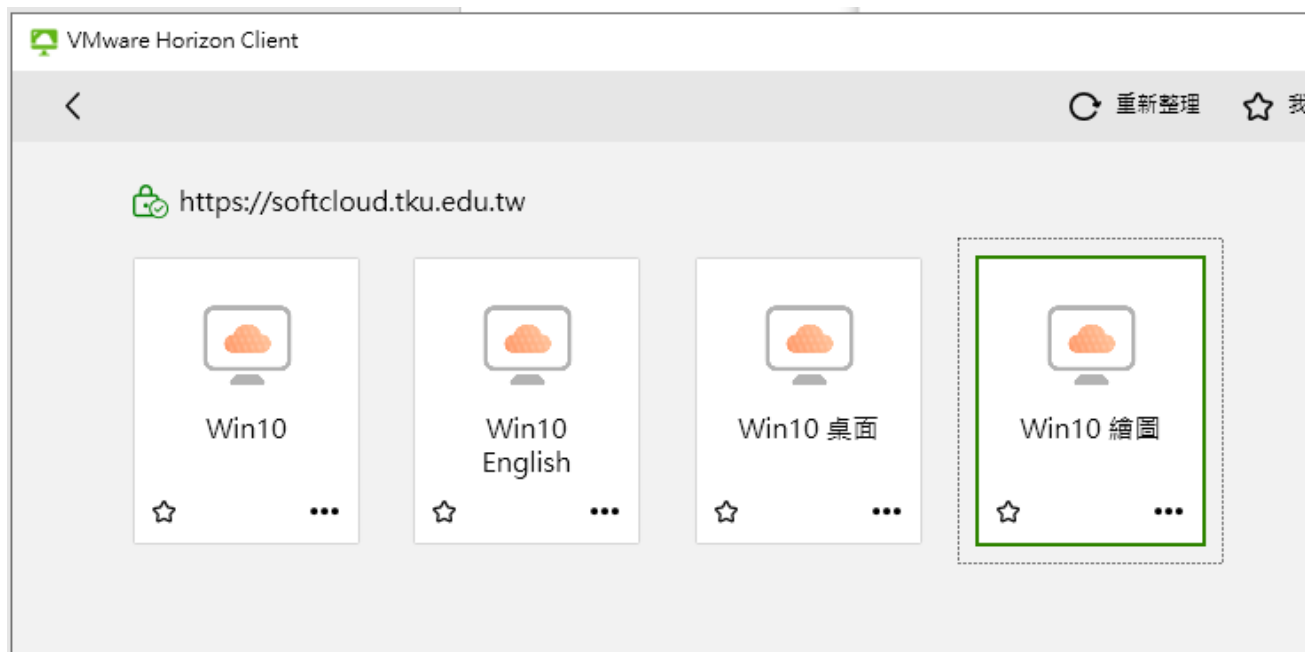 VMware Horizon Client
重新整理
我
https://softcloud.tku.edu.tw
Win10
Win10
English
Win10 桌面
Win10 繪圖